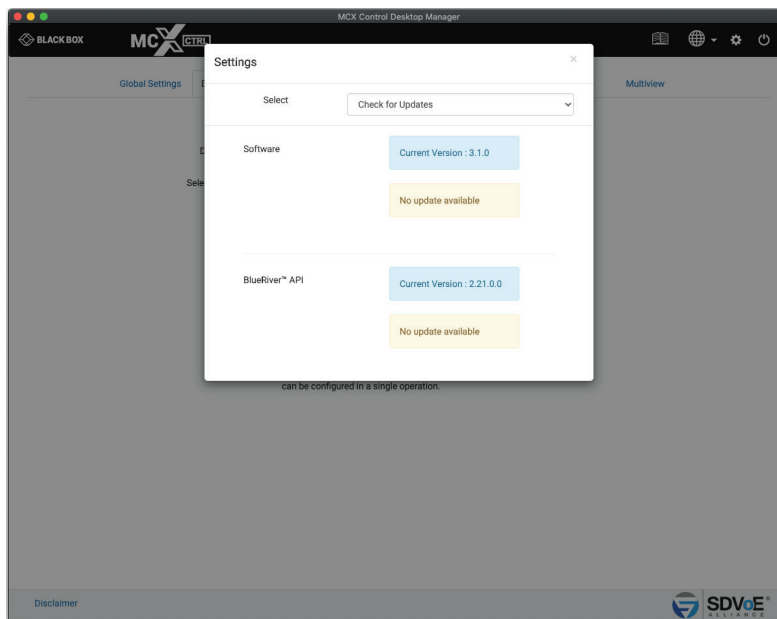 MCX Control Desktop Manager
BLACK BOX
MCX CTRL
Settings
×
Global Settings
Multiview
Select
Check for Updates
Software
Current Version : 3.1.0
No update available
BlueRiver™ API
Current Version : 2.21.0.0
No update available
can be configured in a single operation.
Disclaimer
SDVoE
ALLIANCE